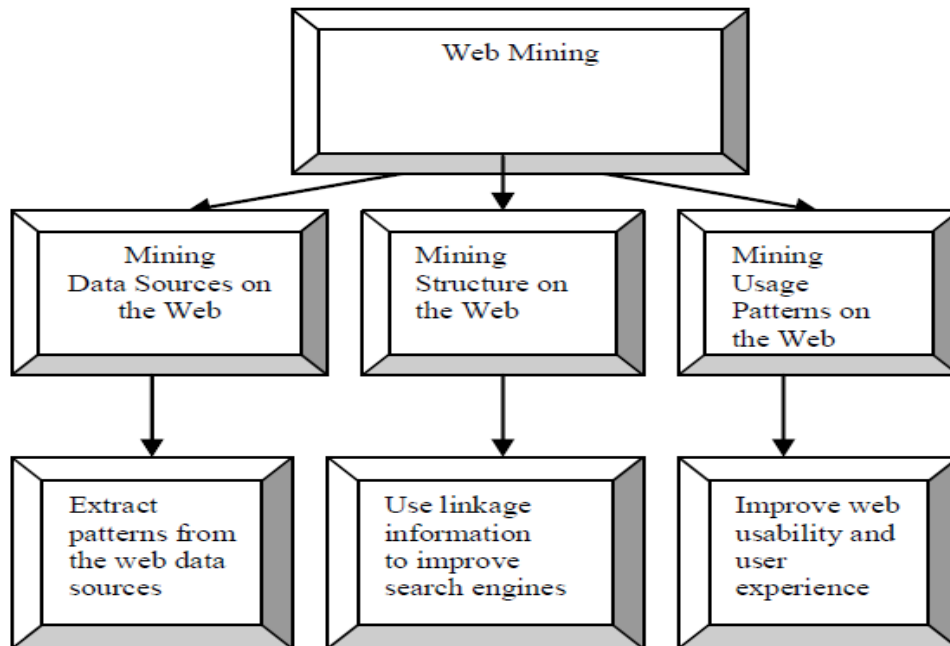 Web Mining
Mining
Data Sources on
the Web
Mining
Structure on
the Web
Mining
Usage
Patterns on
the Web
Extract
patterns from
the web data
sources
Use linkage
information
to improve
search engines
Improve web
usability and
user
experience